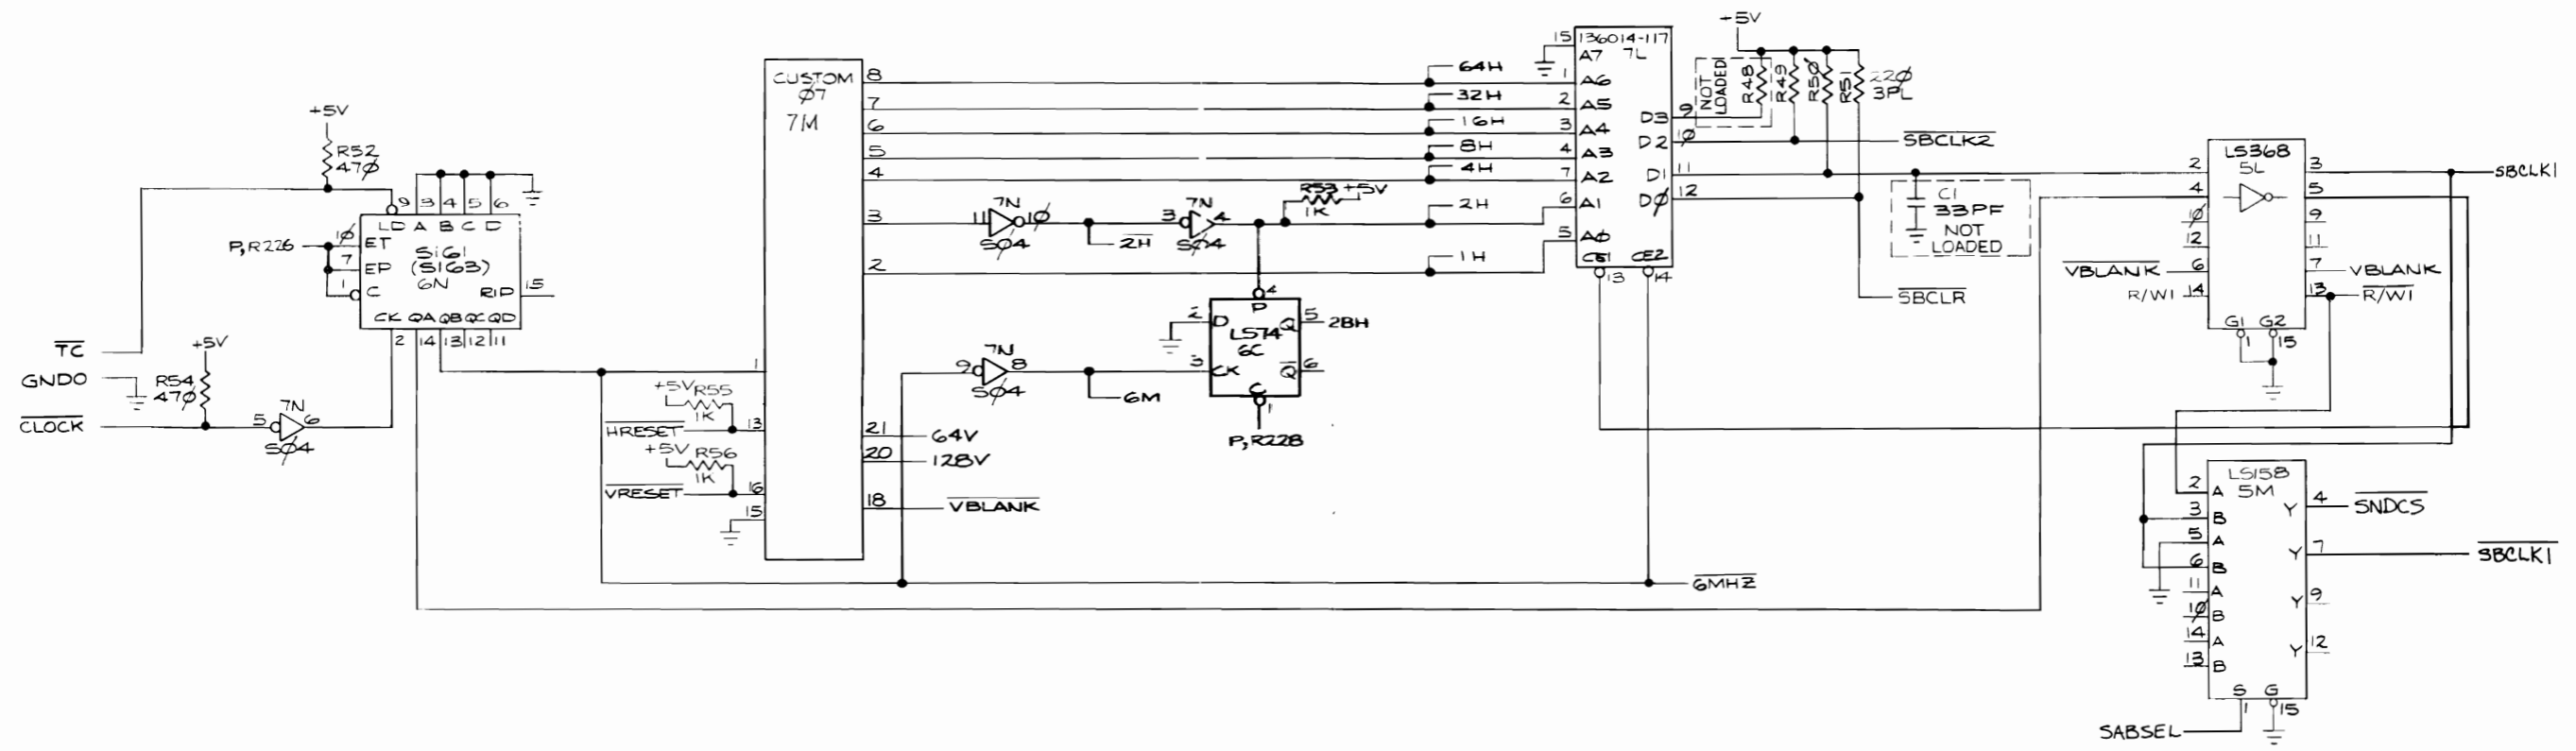 +5V
R52
47Ø
9 3 4 5 6
LD A B C D
P,R226
1Ø ET
7 EP
1 C
S161
(S163)
6N
RIP 15
CK QA QB QC QD
2 14 13 12 11
TC
GNDO
CLOCK
+5V
R54
47Ø
7N
5 6
SØ4
CUSTOM
Ø7
7M
8
7
6
5
4
3
2
1
+5V R55
1K
HRESET 13
+5V R56
1K
VRESET 16
15
21 64V
20 128V
18 VBLANK
7N
11 1Ø
SØ4
2H
7N
3 4
SØ4
R53 +5V
1K
7N
9 8
SØ4
6M
4
P
2 D Q 5 2BH
LS74
6C
3 CK Q 6
C
1
P,R228
64H
32H
16H
8H
4H
2H
1H
136014-117
7L
15 A7
1 A6
2 A5
3 A4
4 A3
7 A2
6 A1
5 AØ
D3 9
D2 1Ø
D1 11
DØ 12
CE1 CE2
13 14
+5V
NOT
LOADED
R48
R49
R5Ø
R51
22Ø
3PL
SBCLK2
C1
33PF
NOT
LOADED
SBCLR
6MHZ
LS368
5L
2 3 SBCLK1
4 5
1Ø 9
12 11
VBLANK 6 7 VBLANK
R/W1 14 13 R/W1
G1 G2
1 15
LS158
5M
2 A
3 B
5 A
6 B
11 A
1Ø B
14 A
13 B
Y 4 SNDCS
Y 7 SBCLK1
Y 9
Y 12
S G
1 15
SABSEL